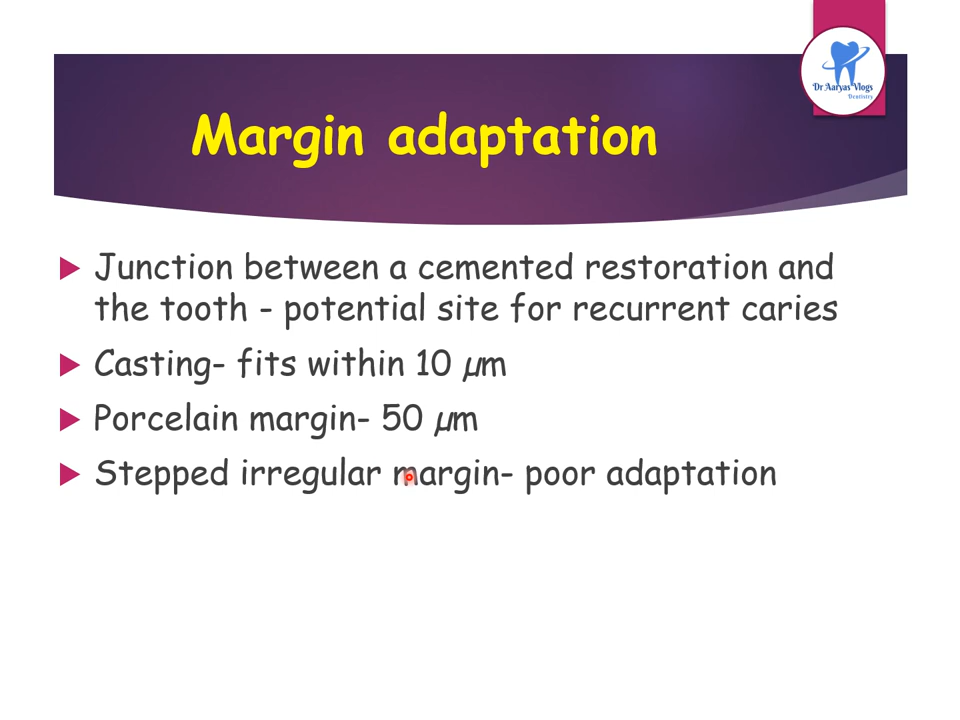 Dr Aaryas Vlogs
Dentistry
Margin adaptation
Junction between a cemented restoration and
the tooth - potential site for recurrent caries
Casting- fits within 10 µm
Porcelain margin- 50 µm
Stepped irregular margin- poor adaptation